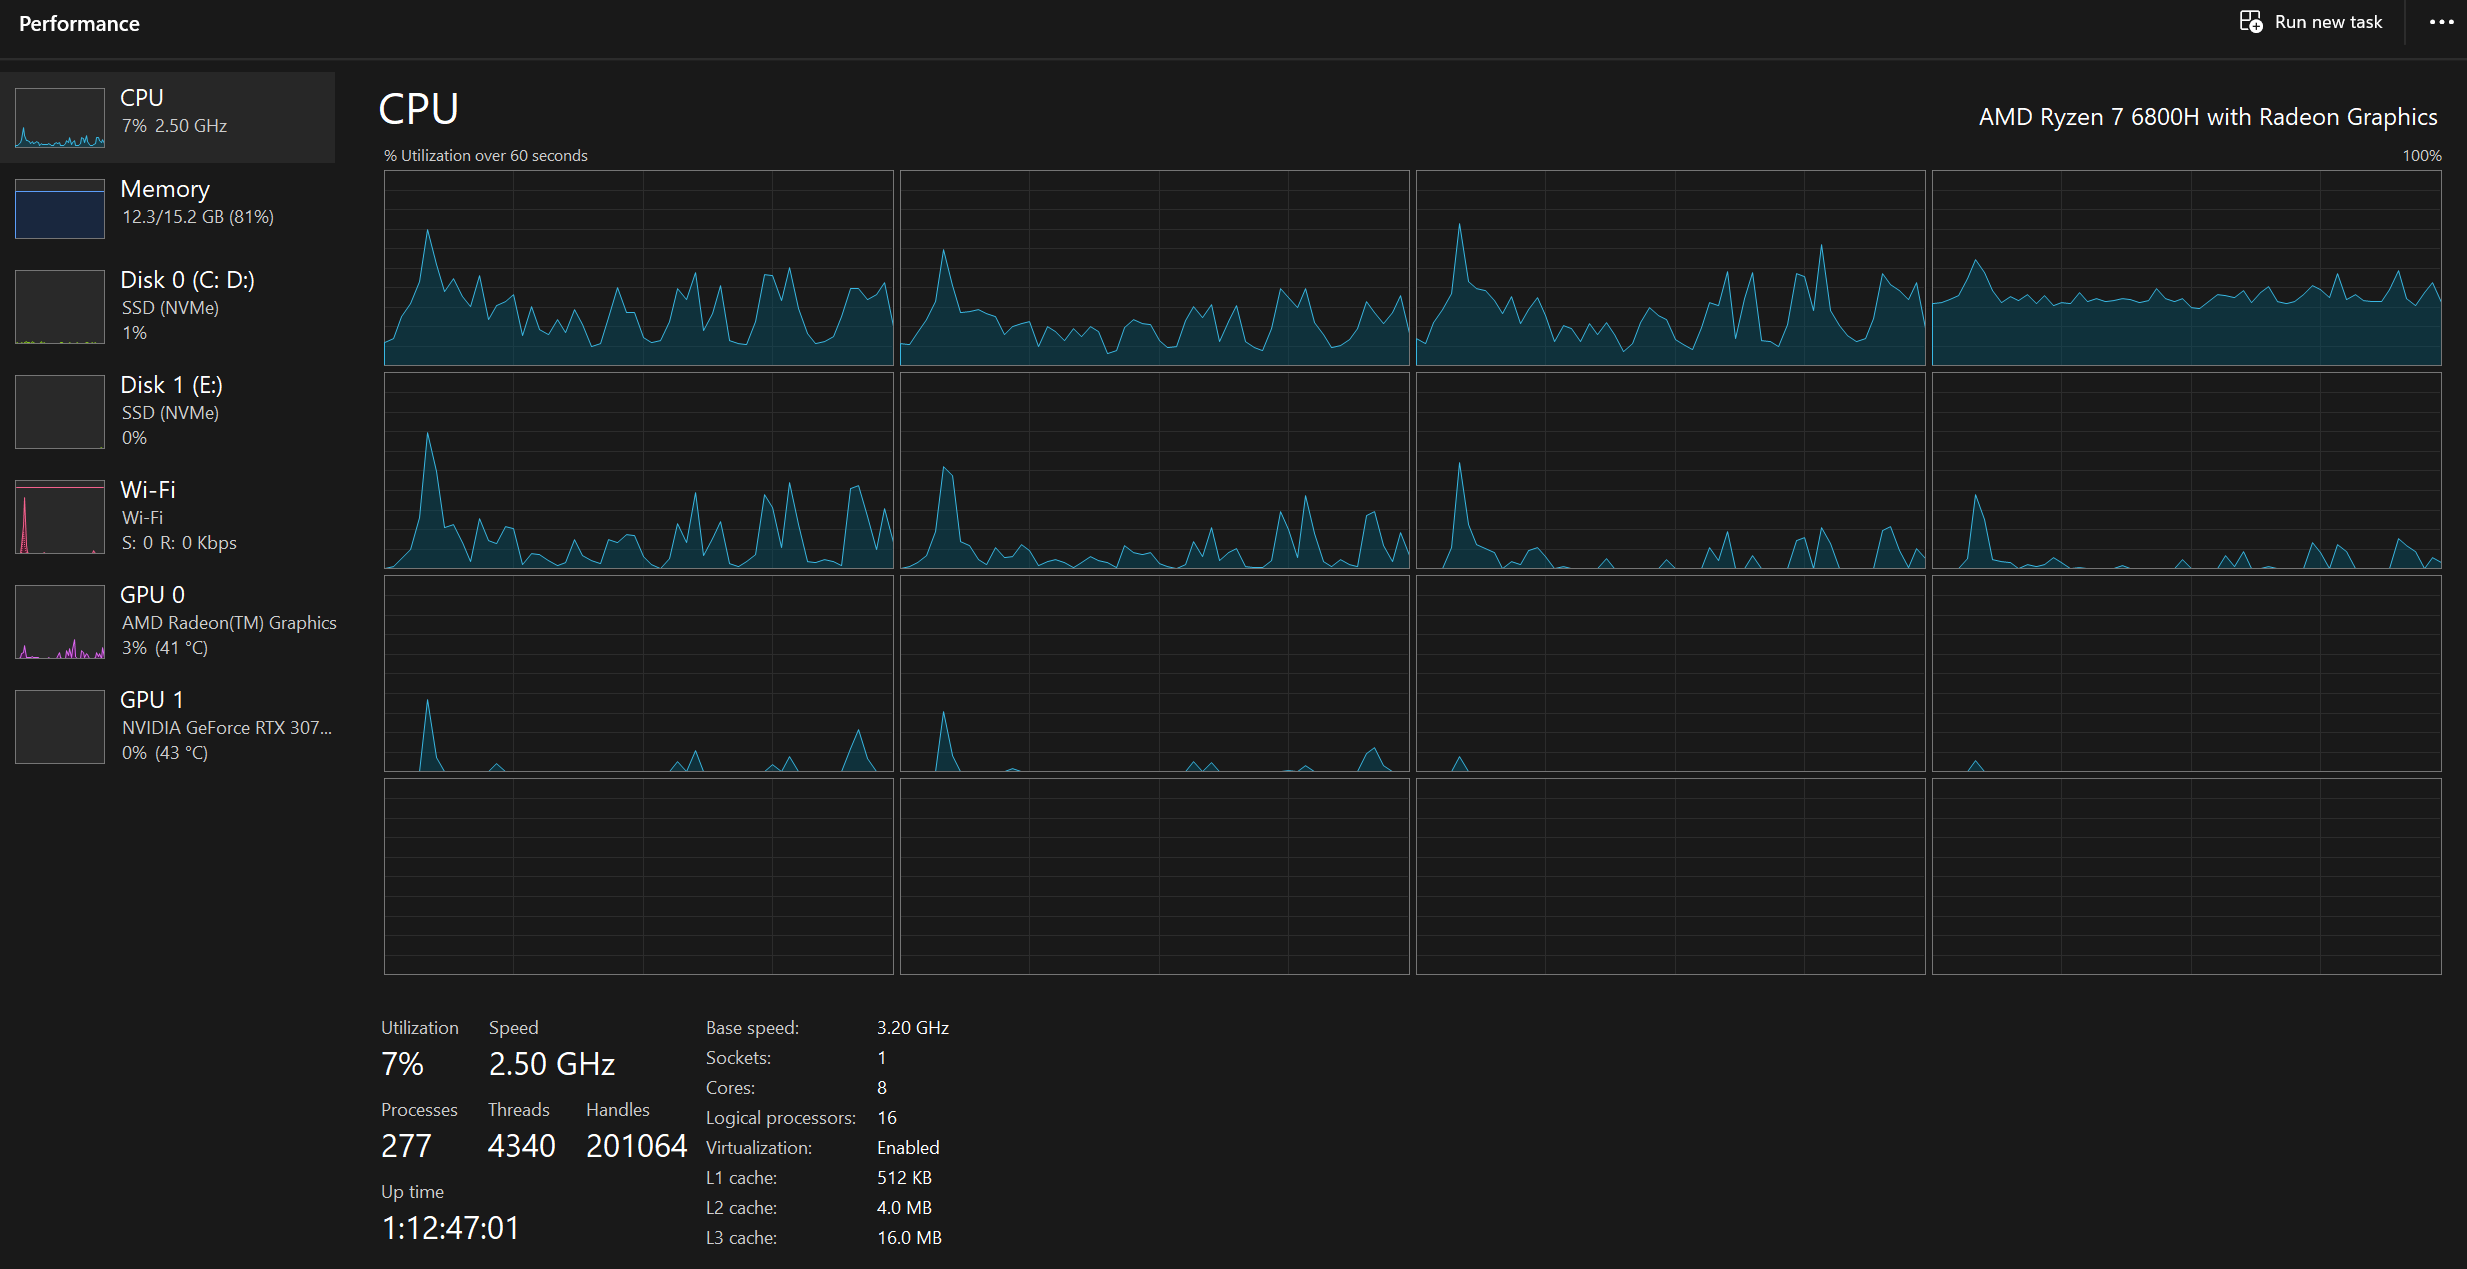 Performance
Run new task
CPU
7% 2.50 GHz
Memory
12.3/15.2 GB (81%)
Disk 0 (C: D:)
SSD (NVMe)
1%
Disk 1 (E:)
SSD (NVMe)
0%
Wi-Fi
Wi-Fi
S: 0 R: 0 Kbps
GPU 0
AMD Radeon(TM) Graphics
3% (41 °C)
GPU 1
NVIDIA GeForce RTX 307...
0% (43 °C)
CPU
AMD Ryzen 7 6800H with Radeon Graphics
% Utilization over 60 seconds
100%
Utilization Speed
7% 2.50 GHz
Processes Threads Handles
277 4340 201064
Up time
1:12:47:01
Base speed: 3.20 GHz
Sockets: 1
Cores: 8
Logical processors: 16
Virtualization: Enabled
L1 cache: 512 KB
L2 cache: 4.0 MB
L3 cache: 16.0 MB